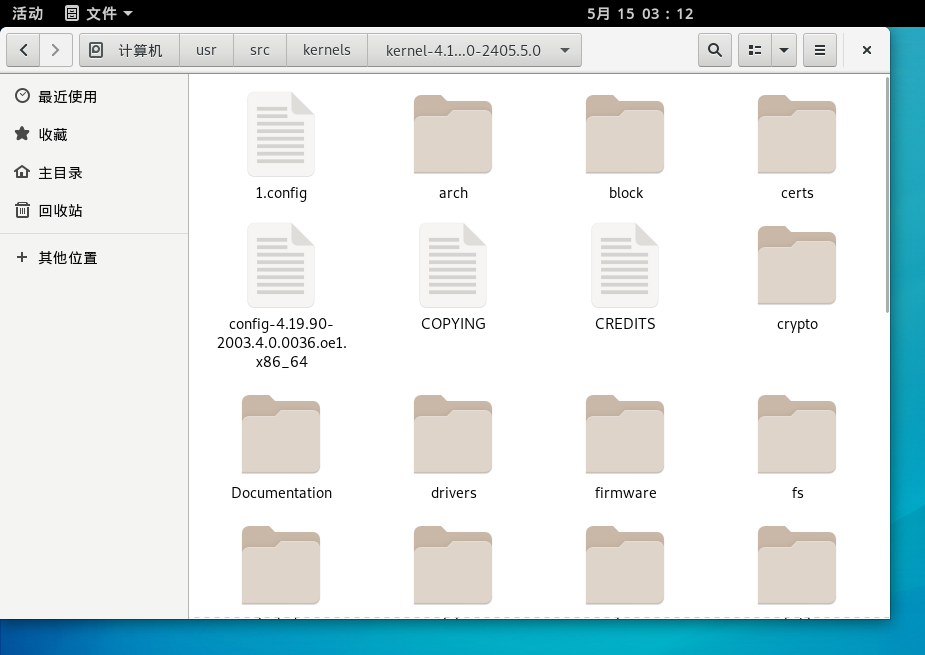 活动 文件 5月 15 03 : 12
计算机 usr src kernels kernel-4.1...0-2405.5.0
最近使用
收藏
主目录
回收站
其他位置
1.config arch block certs
config-4.19.90-2003.4.0.0036.oe1.x86_64 COPYING CREDITS crypto
Documentation drivers firmware fs